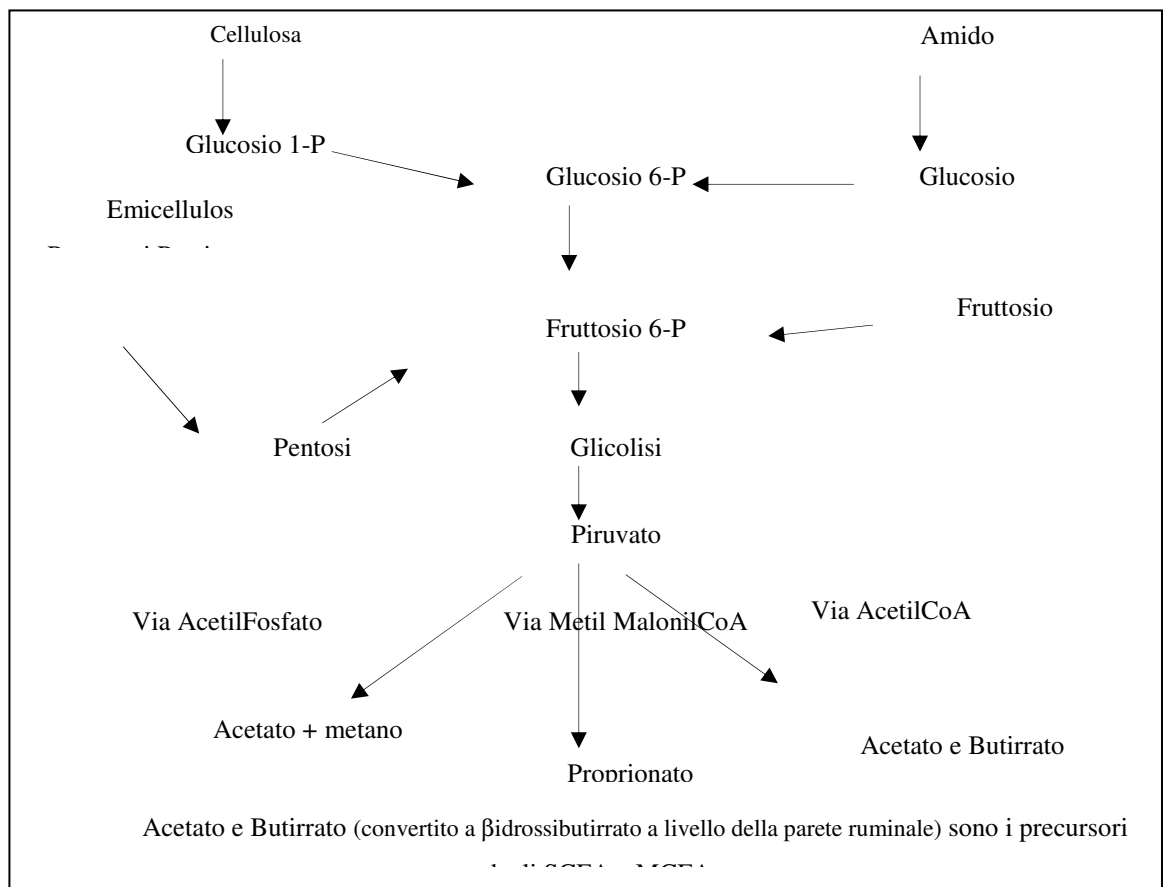 Cellulosa
Amido
Glucosio 1-P
Glucosio 6-P
Glucosio
Emicellulos
Fruttosio
Fruttosio 6-P
Pentosi
Glicolisi
Piruvato
Via AcetilFosfato
Via Metil MalonilCoA
Via AcetilCoA
Acetato + metano
Acetato e Butirrato
Proprionato
Acetato e Butirrato (convertito a βidrossibutirrato a livello della parete ruminale) sono i precursori